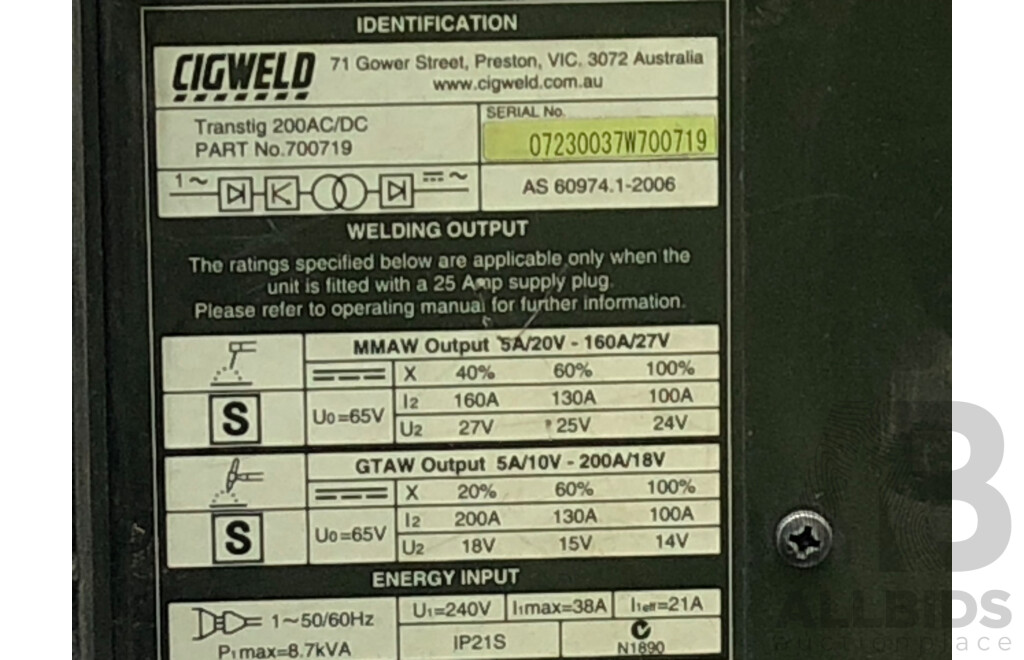 IDENTIFICATION
CIGWELD
71 Gower Street, Preston, VIC. 3072 Australia
www.cigweld.com.au
Transtig 200AC/DC
PART No.700719
SERIAL No.
07230037W700719
1~
AS 60974.1-2006
WELDING OUTPUT
The ratings specified below are applicable only when the
unit is fitted with a 25 Amp supply plug.
Please refer to operating manual for further information.
MMAW Output 5A/20V - 160A/27V
X 40% 60% 100%
S
U0=65V
I2 160A 130A 100A
U2 27V 25V 24V
GTAW Output 5A/10V - 200A/18V
X 20% 60% 100%
S
U0=65V
I2 200A 130A 100A
U2 18V 15V 14V
ENERGY INPUT
1~50/60Hz
P1max=8.7kVA
U1=240V I1max=38A I1eff=21A
IP21S
N1890
ALLBIDS
auction place